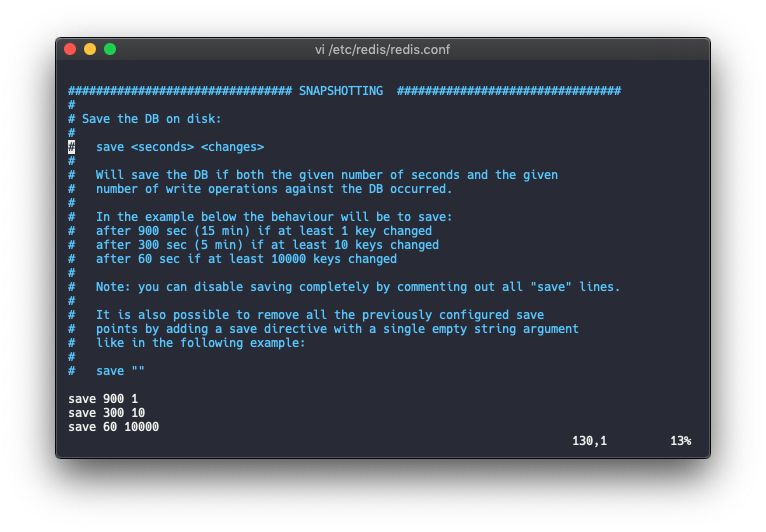 vi /etc/redis/redis.conf
################################ SNAPSHOTTING  ################################
#
# Save the DB on disk:
#
#   save <seconds> <changes>
#
#   Will save the DB if both the given number of seconds and the given
#   number of write operations against the DB occurred.
#
#   In the example below the behaviour will be to save:
#   after 900 sec (15 min) if at least 1 key changed
#   after 300 sec (5 min) if at least 10 keys changed
#   after 60 sec if at least 10000 keys changed
#
#   Note: you can disable saving completely by commenting out all "save" lines.
#
#   It is also possible to remove all the previously configured save
#   points by adding a save directive with a single empty string argument
#   like in the following example:
#
#   save ""
save 900 1
save 300 10
save 60 10000
130,1 13%